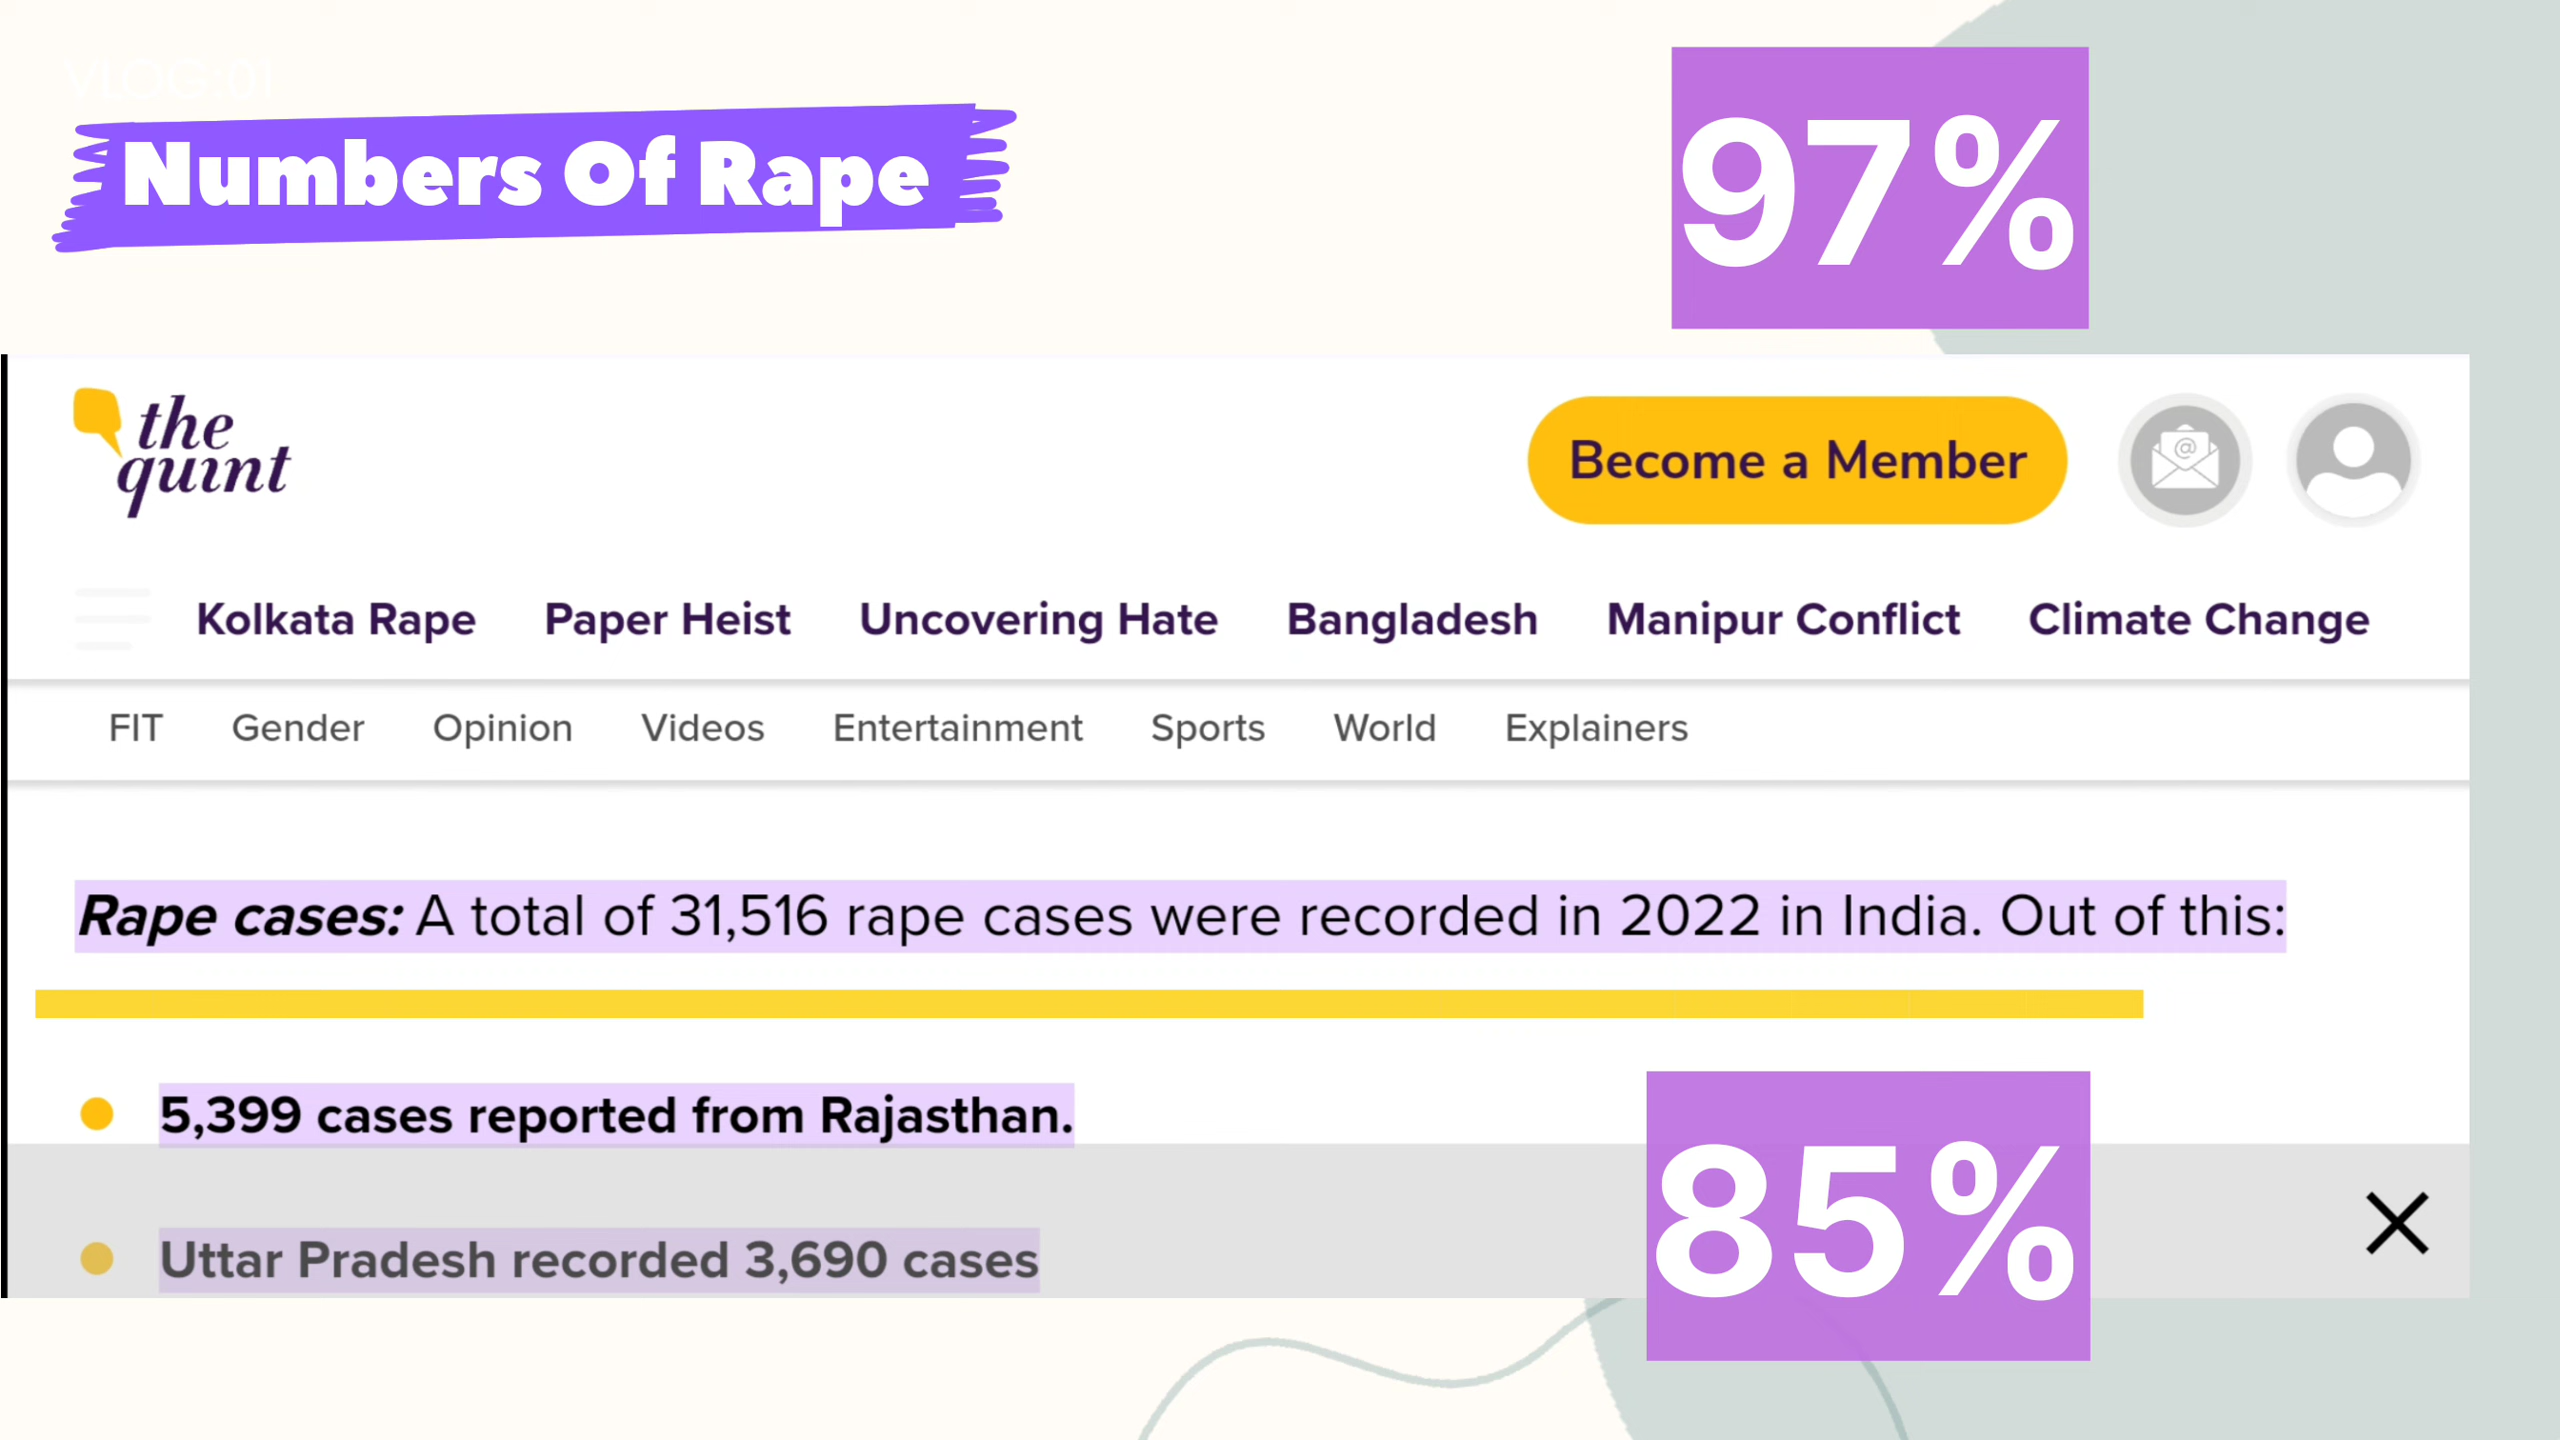 VLOG:01
Numbers Of Rape
97%
the
quint
Become a Member
Kolkata Rape Paper Heist Uncovering Hate Bangladesh Manipur Conflict Climate Change
FIT Gender Opinion Videos Entertainment Sports World Explainers
Rape cases: A total of 31,516 rape cases were recorded in 2022 in India. Out of this:
5,399 cases reported from Rajasthan.
85%
Uttar Pradesh recorded 3,690 cases